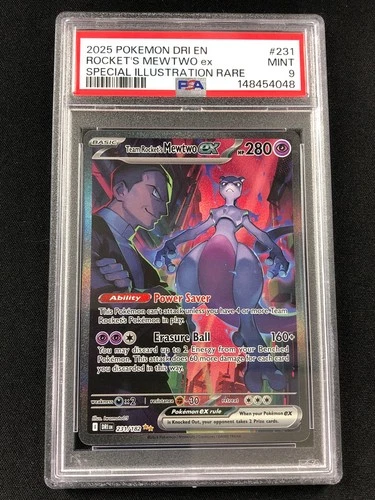 2025 POKEMON DRI EN #231
ROCKET'S MEWTWO ex MINT
SPECIAL ILLUSTRATION RARE 9
PSA 148454048
BASIC
Team Rocket's Mewtwo ex HP 280
Ability Power Saver
This Pokémon can't attack unless you have 4 or more Team
Rocket's Pokémon in play.
Erasure Ball 160+
You may discard up to 2 Energy from your Benched
Pokémon. This attack does 60 more damage for each card
you discarded in this way.
weakness ×2 resistance -30 retreat
Illus.
Pokémon ex rule When your Pokémon ex
is Knocked Out, your opponent takes 2 Prize cards.
DRI EN 231/182